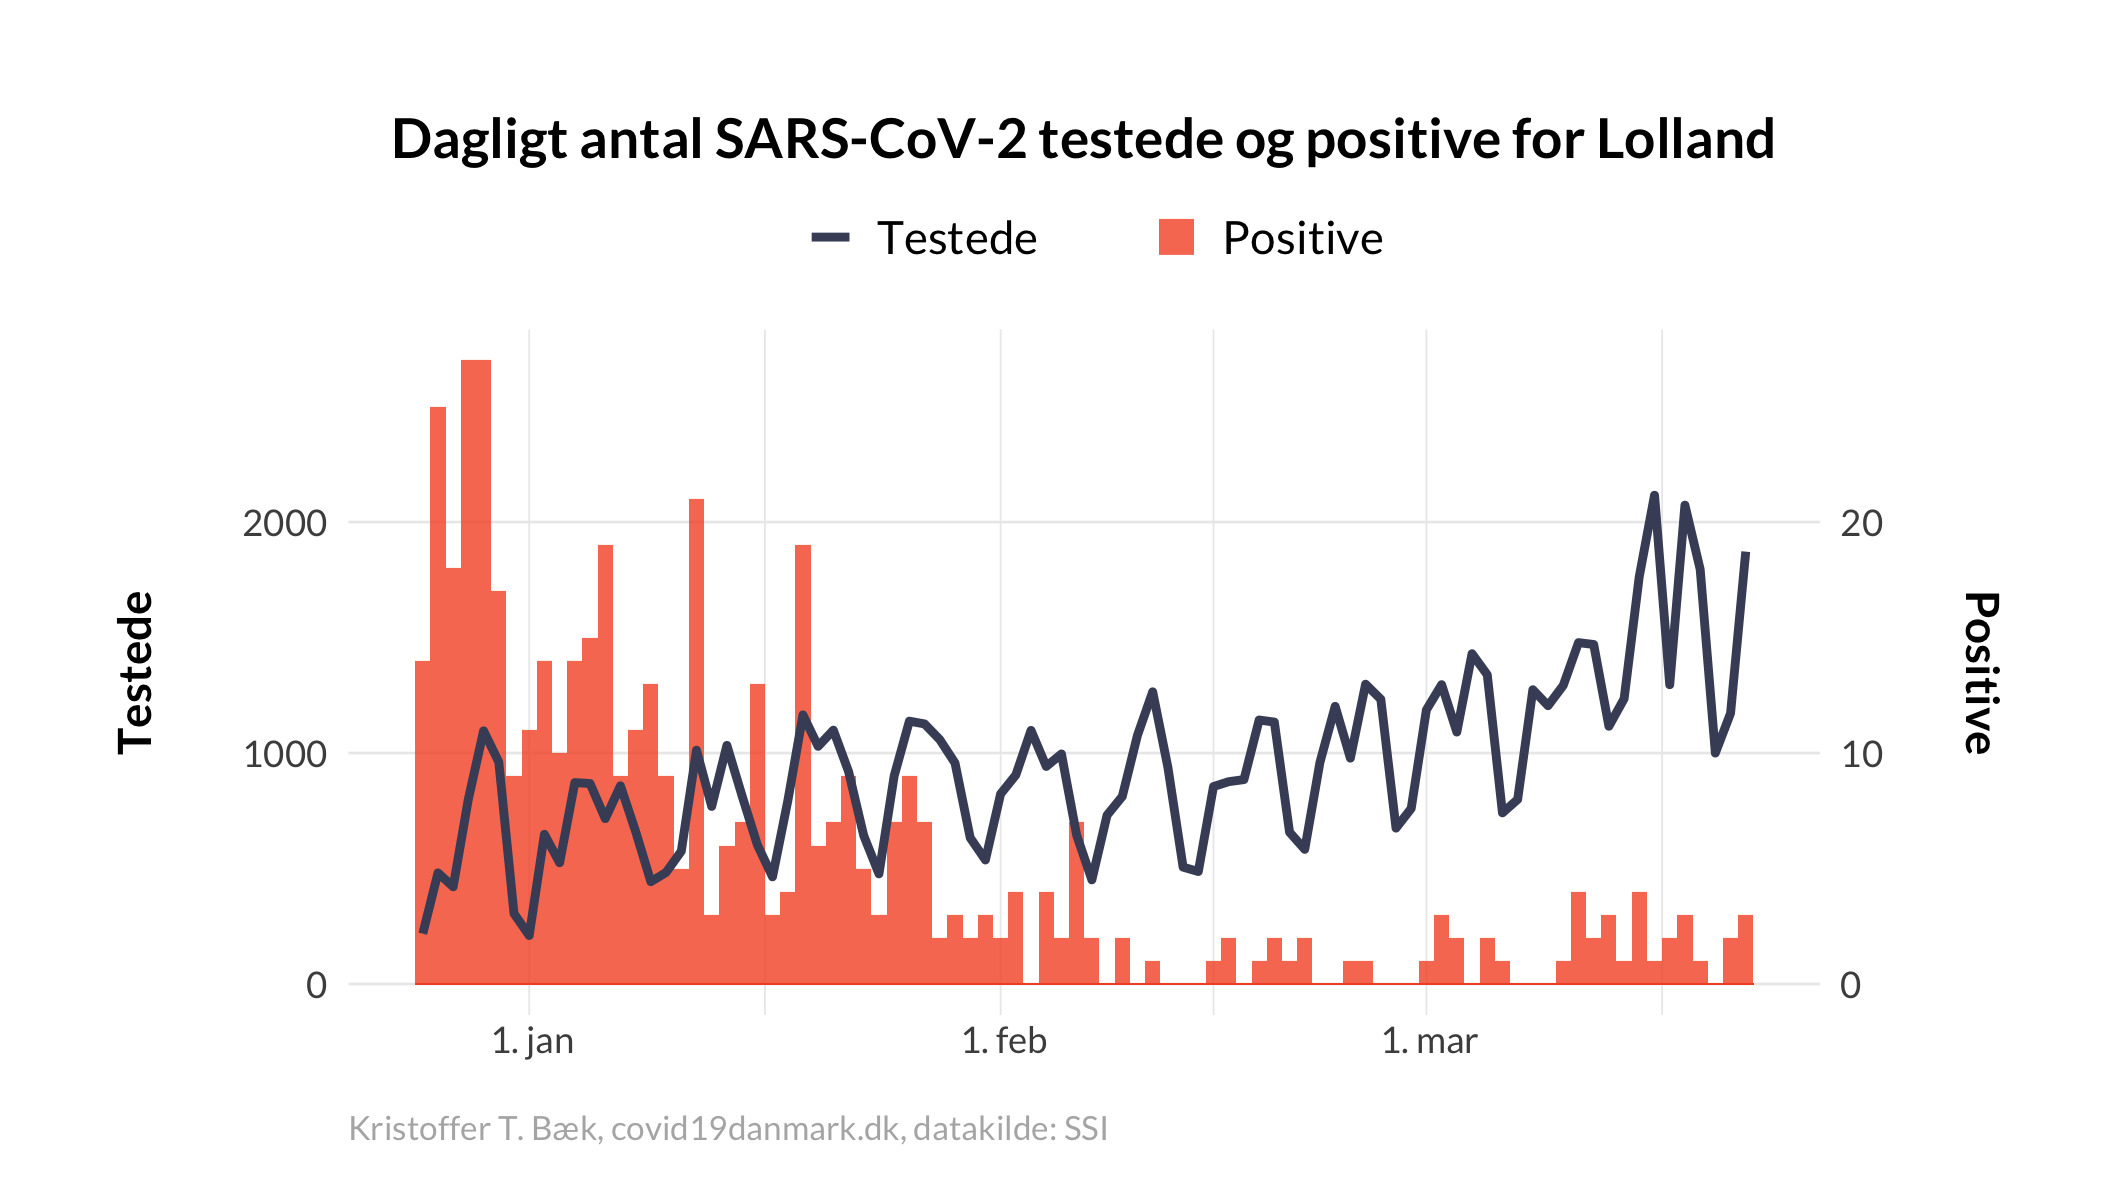 Dagligt antal SARS-CoV-2 testede og positive for Lolland
Testede
Positive
2000
1000
0
Testede
20
10
0
Positive
1. jan
1. feb
1. mar
Kristoffer T. Bæk, covid19danmark.dk, datakilde: SSI